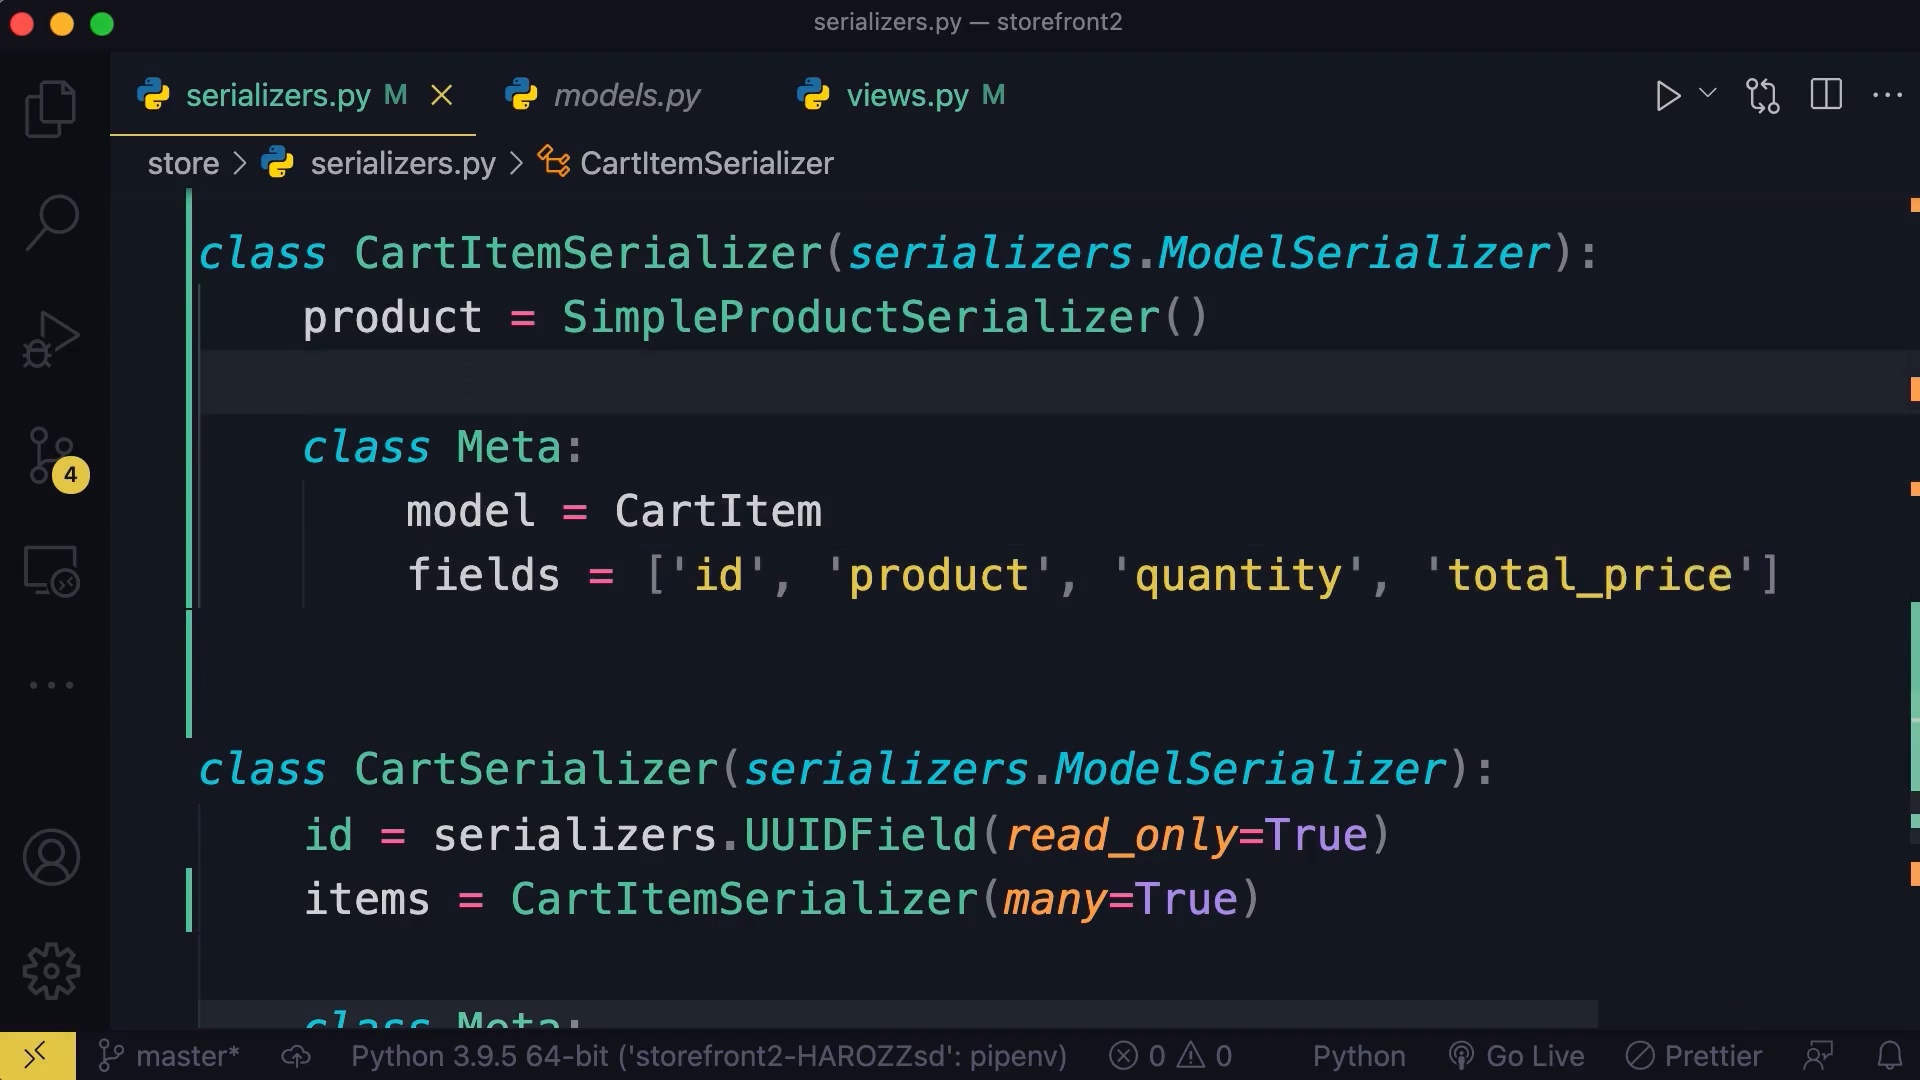 serializers.py — storefront2
serializers.py M models.py views.py M
store > serializers.py > CartItemSerializer
class CartItemSerializer(serializers.ModelSerializer):
product = SimpleProductSerializer()
class Meta:
model = CartItem
fields = ['id', 'product', 'quantity', 'total_price']
4
class CartSerializer(serializers.ModelSerializer):
id = serializers.UUIDField(read_only=True)
items = CartItemSerializer(many=True)
class Meta:
master* Python 3.9.5 64-bit ('storefront2-HAROZZsd': pipenv) 0 0 Python Go Live Prettier